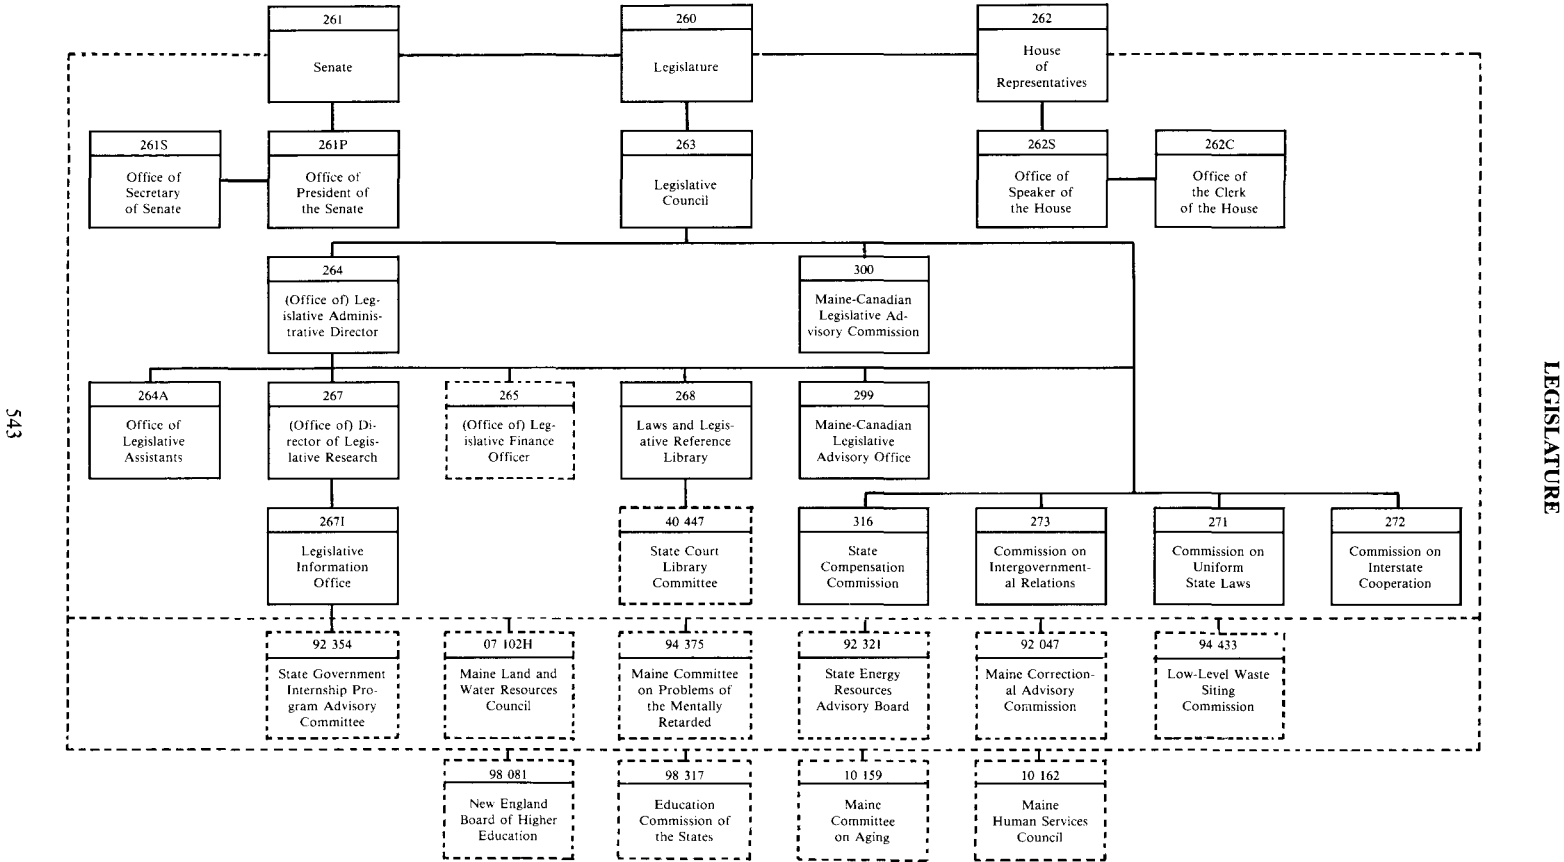 261
Senate
260
Legislature
262
House
of
Representatives
261S
Office of
Secretary
of Senate
261P
Office of
President of
the Senate
263
Legislative
Council
262S
Office of
Speaker of
the House
262C
Office of
the Clerk
of the House
264
(Office of) Leg-
islative Adminis-
trative Director
300
Maine-Canadian
Legislative Ad-
visory Commission
264A
Office of
Legislative
Assistants
267
(Office of) Di-
rector of Legis-
lative Research
265
(Office of) Leg-
islative Finance
Officer
268
Laws and Legis-
ative Reference
Library
299
Maine-Canadian
Legislative
Advisory Office
267I
Legislative
Information
Office
40 447
State Court
Library
Committee
316
State
Compensation
Commission
273
Commission on
Intergovernment-
al Relations
271
Commission on
Uniform
State Laws
272
Commission on
Interstate
Cooperation
92 354
State Government
Internship Pro-
gram Advisory
Committee
07 102H
Maine Land and
Water Resources
Council
94 375
Maine Committee
on Problems of
the Mentally
Retarded
92 321
State Energy
Resources
Advisory Board
92 047
Maine Correction-
al Advisory
Commission
94 433
Low-Level Waste
Siting
Commission
98 081
New England
Board of Higher
Education
98 317
Education
Commission of
the States
10 159
Maine
Committee
on Aging
10 162
Maine
Human Services
Council
543
LEGISLATURE